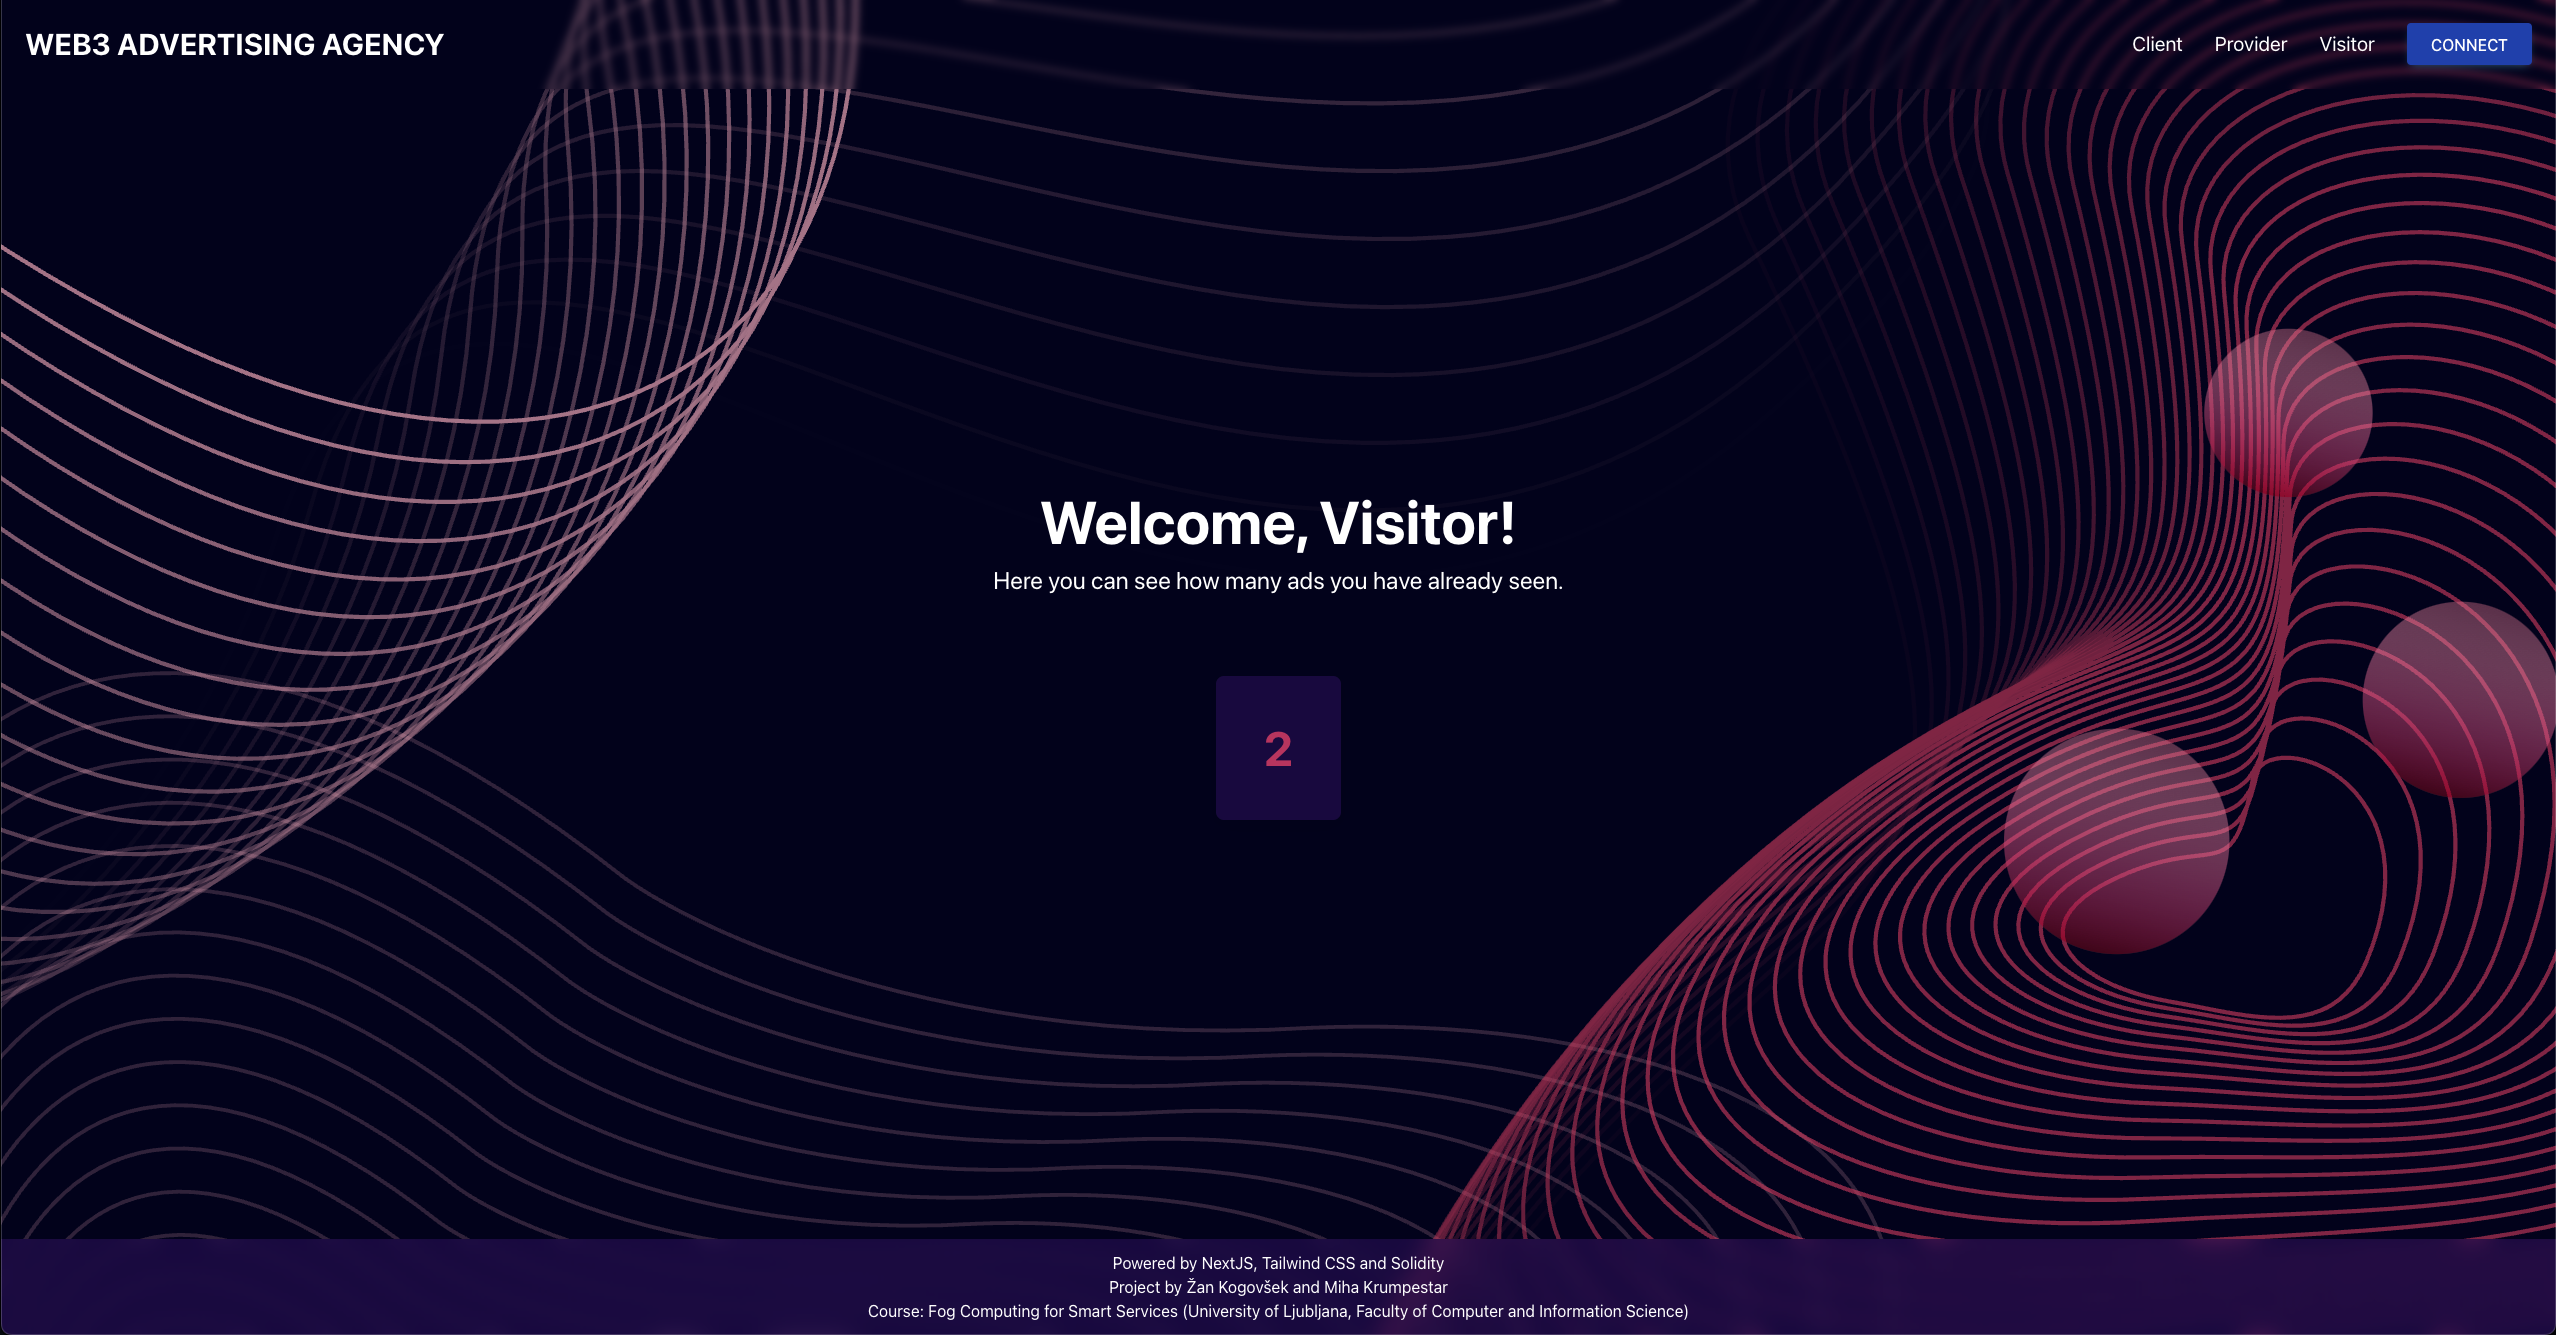 WEB3 ADVERTISING AGENCY
Client Provider Visitor CONNECT
Welcome, Visitor!
Here you can see how many ads you have already seen.
2
Powered by NextJS, Tailwind CSS and Solidity
Project by Žan Kogovšek and Miha Krumpestar
Course: Fog Computing for Smart Services (University of Ljubljana, Faculty of Computer and Information Science)